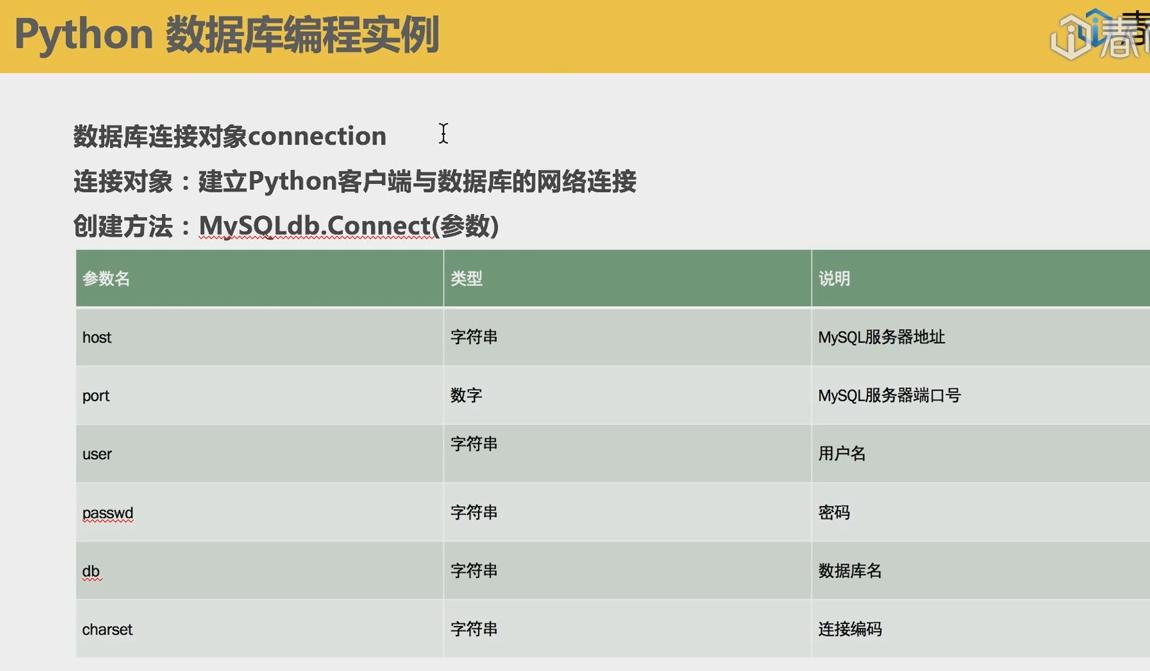 Python 数据库编程实例
春
数据库连接对象connection
连接对象：建立Python客户端与数据库的网络连接
创建方法：MySQLdb.Connect(参数)
参数名 类型 说明
host 字符串 MySQL服务器地址
port 数字 MySQL服务器端口号
user 字符串 用户名
passwd 字符串 密码
db 字符串 数据库名
charset 字符串 连接编码